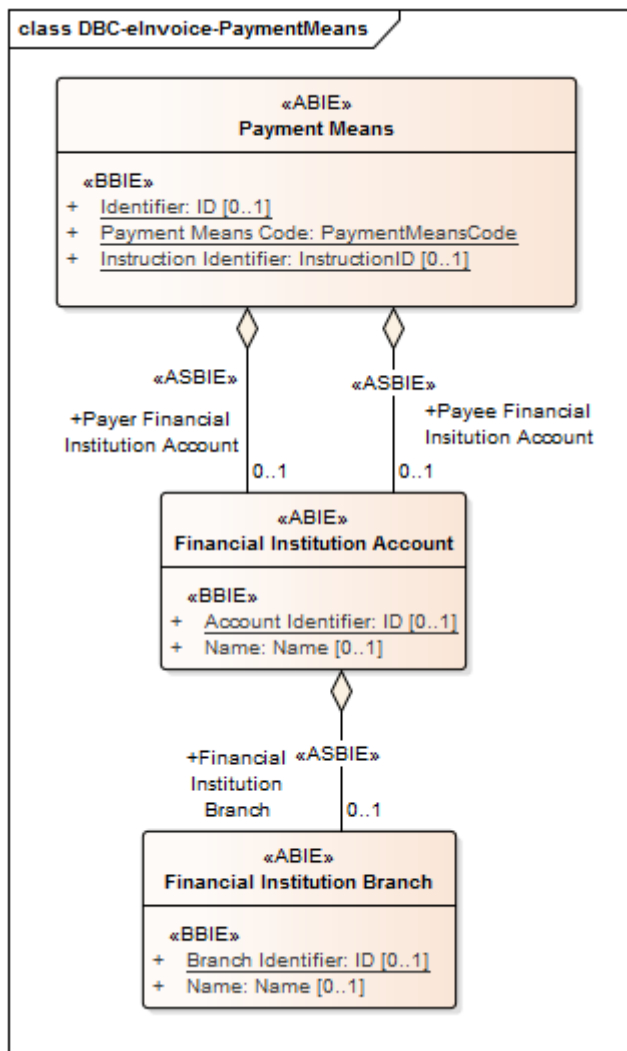 class DBC-eInvoice-PaymentMeans
«ABIE»
Payment Means
«BBIE»
+ Identifier: ID [0..1]
+ Payment Means Code: PaymentMeansCode
+ Instruction Identifier: InstructionID [0..1]
«ASBIE»
+Payer Financial
Institution Account
0..1
«ASBIE»
+Payee Financial
Insitution Account
0..1
«ABIE»
Financial Institution Account
«BBIE»
+ Account Identifier: ID [0..1]
+ Name: Name [0..1]
+Financial
Institution
Branch
«ASBIE»
0..1
«ABIE»
Financial Institution Branch
«BBIE»
+ Branch Identifier: ID [0..1]
+ Name: Name [0..1]